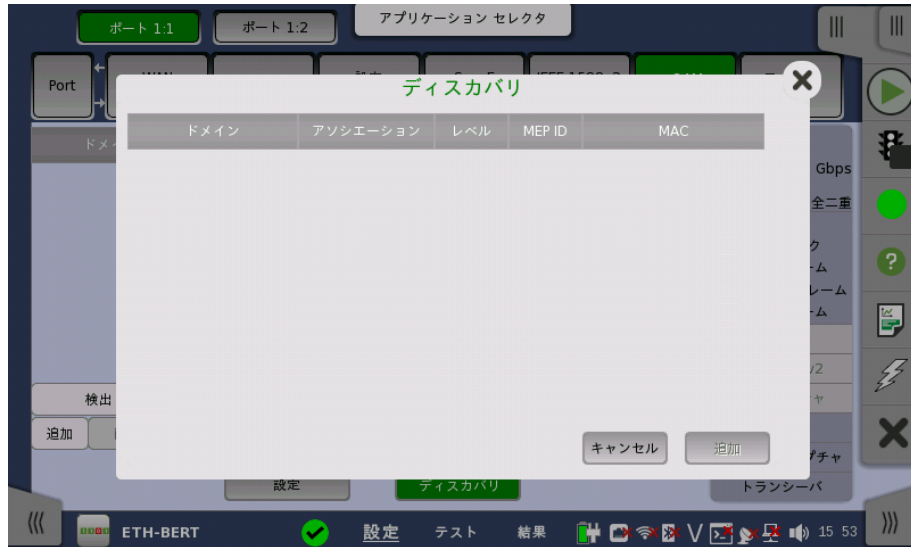 アプリケーション セレクタ
ポート 1:1
ポート 1:2
Port
ディスカバリ
ドメイン
アソシエーション
レベル
MEP ID
MAC
Gbps
全二重
検出
追加
キャンセル
追加
プチャ
設定
ディスカバリ
トランシーバ
ETH-BERT
設定
テスト
結果
15 53